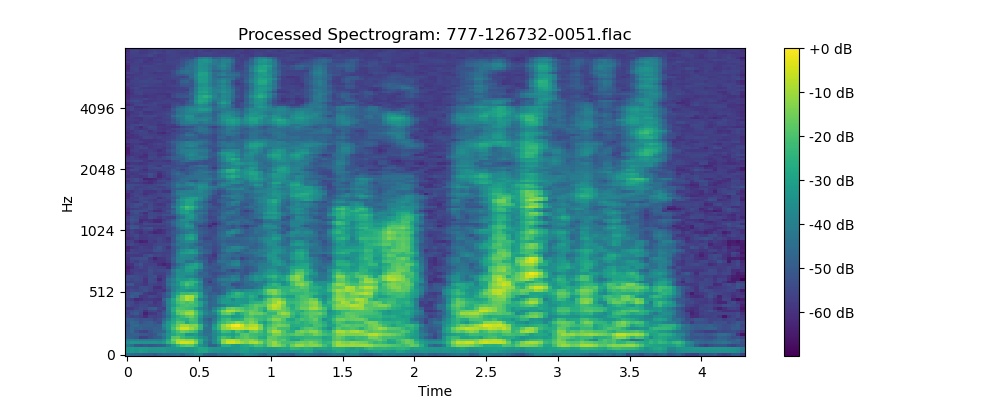 Processed Spectrogram: 777-126732-0051.flac
Hz
4096
2048
1024
512
0
0 0.5 1 1.5 2 2.5 3 3.5 4
Time
+0 dB
-10 dB
-20 dB
-30 dB
-40 dB
-50 dB
-60 dB